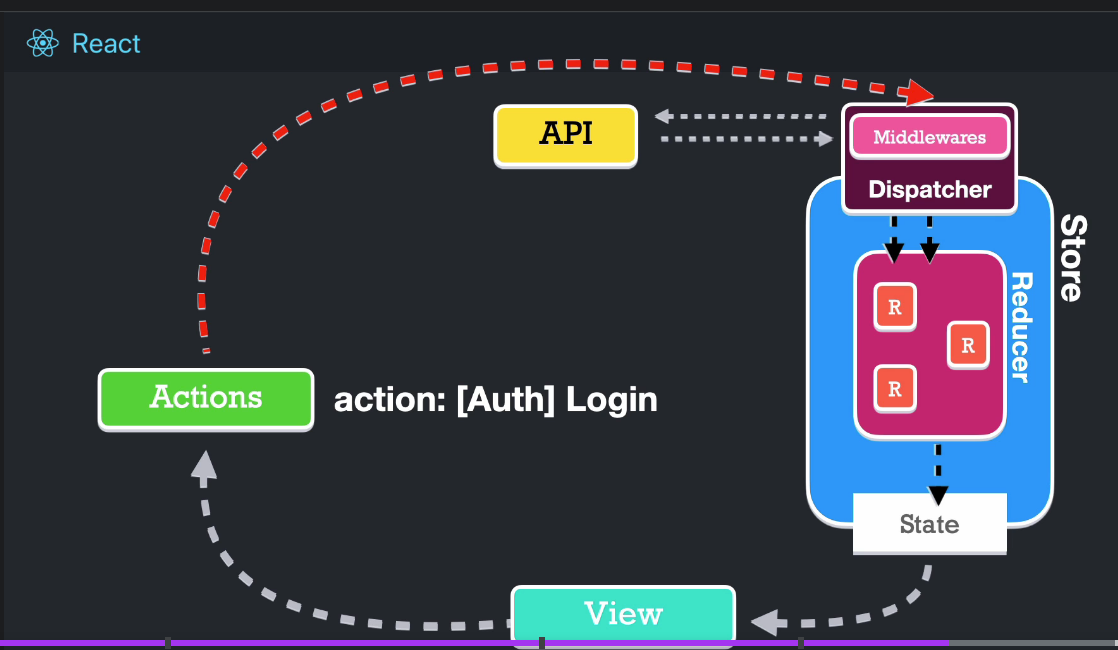 React
API
Middlewares
Dispatcher
Store
Reducer
R
R
R
Actions
action: [Auth] Login
State
View